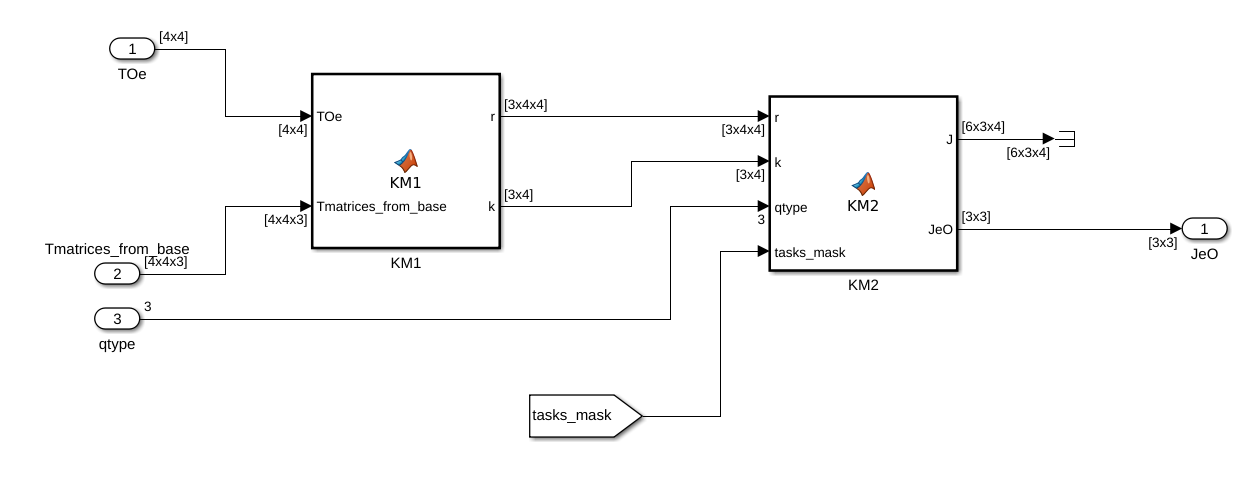 1
[4x4]
TOe
[4x4]
TOe
r
[3x4x4]
KM1
Tmatrices_from_base
k
[3x4]
[4x4x3]
KM1
Tmatrices_from_base
2
[4x4x3]
3
3
qtype
tasks_mask
[3x4x4]
r
[3x4]
k
qtype
3
tasks_mask
KM2
J
[6x3x4]
[6x3x4]
JeO
[3x3]
[3x3]
KM2
1
JeO